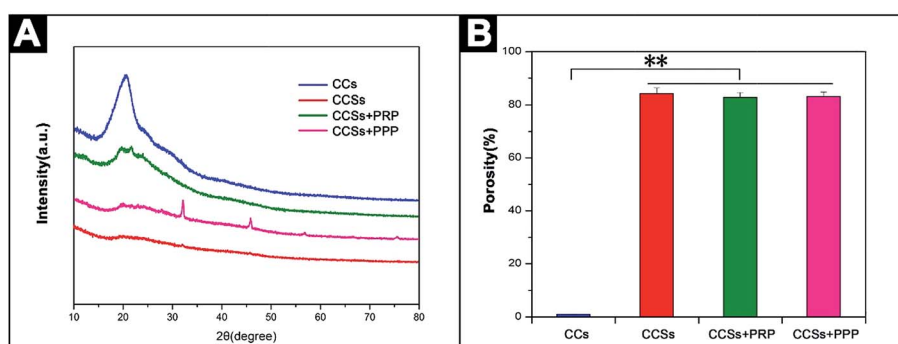 A
Intensity(a.u.)
CCs
CCSs
CCSs+PRP
CCSs+PPP
10 20 30 40 50 60 70 80
2θ(degree)
B
Porosity(%)
100
80
60
40
20
0
**
CCs CCSs CCSs+PRP CCSs+PPP